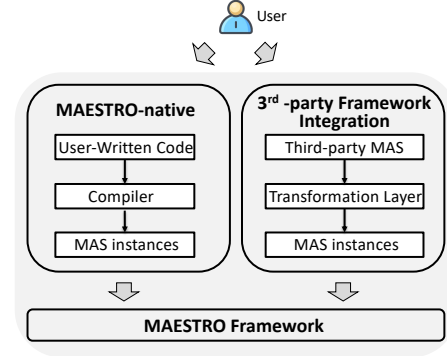 User
MAESTRO-native
User-Written Code
Compiler
MAS instances
3rd -party Framework
Integration
Third-party MAS
Transformation Layer
MAS instances
MAESTRO Framework